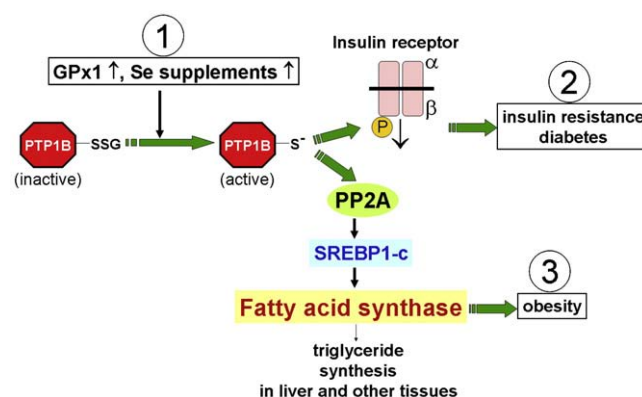 1
GPx1 ↑, Se supplements ↑
Insulin receptor
α
β
P
2
insulin resistance
diabetes
PTP1B SSG
(inactive)
PTP1B S-
(active)
PP2A
SREBP1-c
Fatty acid synthase
3
obesity
triglyceride
synthesis
in liver and other tissues